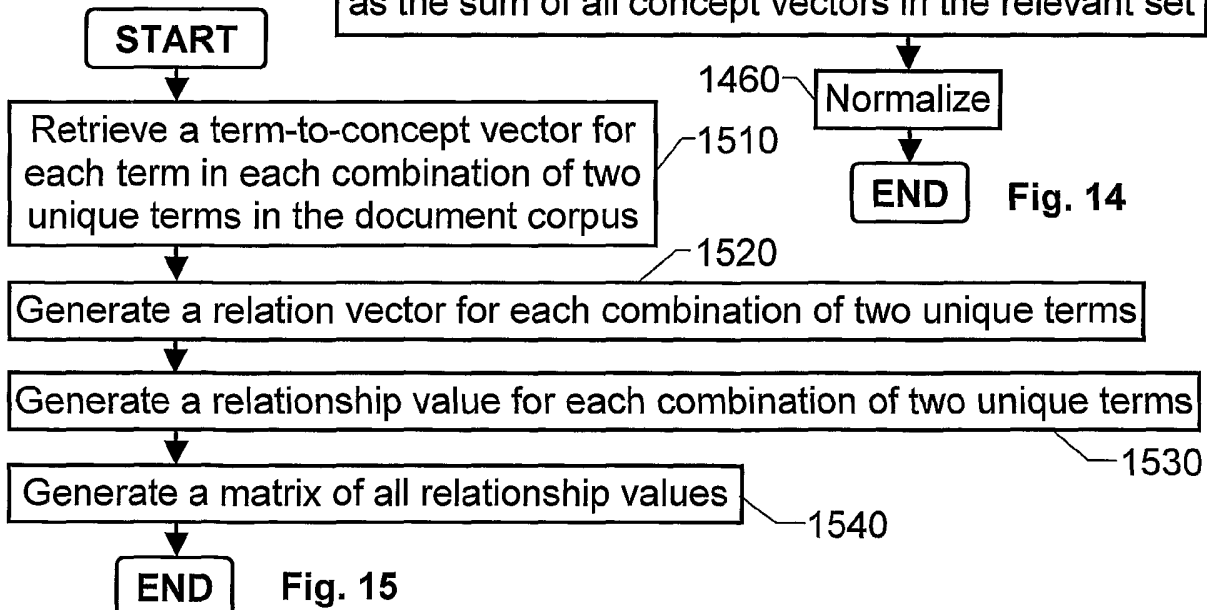 as the sum of all concept vectors in the relevant set
1460
Normalize
END
Fig. 14
START
Retrieve a term-to-concept vector for
each term in each combination of two
unique terms in the document corpus
1510
1520
Generate a relation vector for each combination of two unique terms
Generate a relationship value for each combination of two unique terms
1530
Generate a matrix of all relationship values
1540
END
Fig. 15